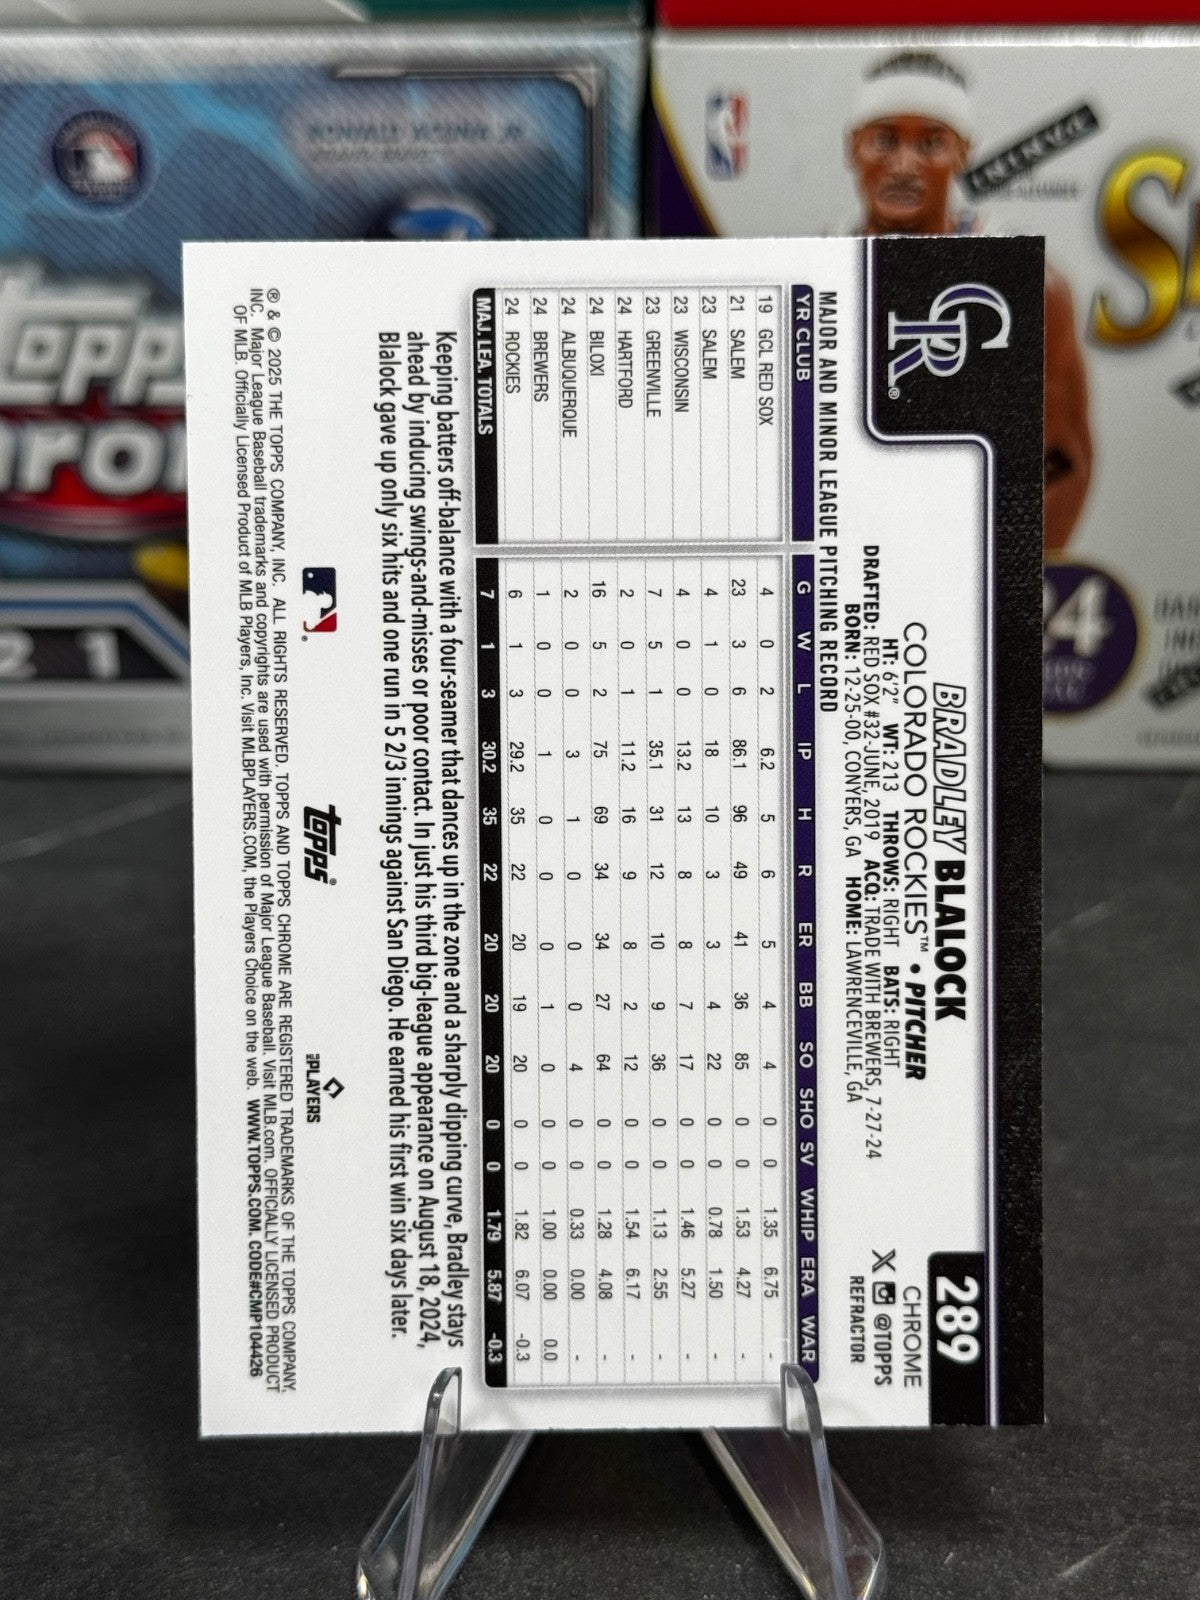 289
CHROME
X @TOPPS
REFRACTOR
CR®
BRADLEY BLALOCK
COLORADO ROCKIES™ • PITCHER
HT: 6'2" WT: 213 THROWS: RIGHT BATS: RIGHT
DRAFTED: RED SOX #32-JUNE, 2019 ACQ: TRADE WITH BREWERS, 7-27-24
BORN: 12-25-00, CONYERS, GA HOME: LAWRENCEVILLE, GA
MAJOR AND MINOR LEAGUE PITCHING RECORD
YR CLUB G W L IP H R ER BB SO SHO SV WHIP ERA WAR
19 GCL RED SOX 4 0 2 6.2 5 6 5 4 4 0 0 1.35 6.75 -
21 SALEM 23 3 6 86.1 96 49 41 36 85 0 0 1.53 4.27 -
23 SALEM 4 1 0 18 10 3 3 4 22 0 0 0.78 1.50 -
23 WISCONSIN 4 0 0 13.2 13 8 8 7 17 0 0 1.46 5.27 -
23 GREENVILLE 7 5 1 35.1 31 12 10 9 36 0 0 1.13 2.55 -
24 HARTFORD 2 0 1 11.2 16 9 8 2 12 0 0 1.54 6.17 -
24 BILOXI 16 5 2 75 69 34 34 27 64 0 0 1.28 4.08 -
24 ALBUQUERQUE 2 0 0 3 1 0 0 0 4 0 0 0.33 0.00 -
24 BREWERS 1 0 0 1 0 0 0 1 0 0 0 1.00 0.00 0.0
24 ROCKIES 6 1 3 29.2 35 22 20 19 20 0 0 1.82 6.07 -0.3
MAJ. LEA. TOTALS 7 1 3 30.2 35 22 20 20 20 0 0 1.79 5.87 -0.3
Keeping batters off-balance with a four-seamer that dances up in the zone and a sharply dipping curve, Bradley stays
ahead by inducing swings-and-misses or poor contact. In just his third big-league appearance on August 18, 2024,
Blalock gave up only six hits and one run in 5 2/3 innings against San Diego. He earned his first win six days later.
topps®
PLAYERS
® & © 2025 THE TOPPS COMPANY, INC. ALL RIGHTS RESERVED. TOPPS AND TOPPS CHROME ARE REGISTERED TRADEMARKS OF THE TOPPS COMPANY,
INC. Major League Baseball trademarks and copyrights are used with permission of Major League Baseball. Visit MLB.com. OFFICIALLY LICENSED PRODUCT
OF MLB. Officially Licensed Product of MLB Players, Inc. Visit MLBPLAYERS.COM, the Players Choice on the web. WWW.TOPPS.COM. CODE#CMP104426